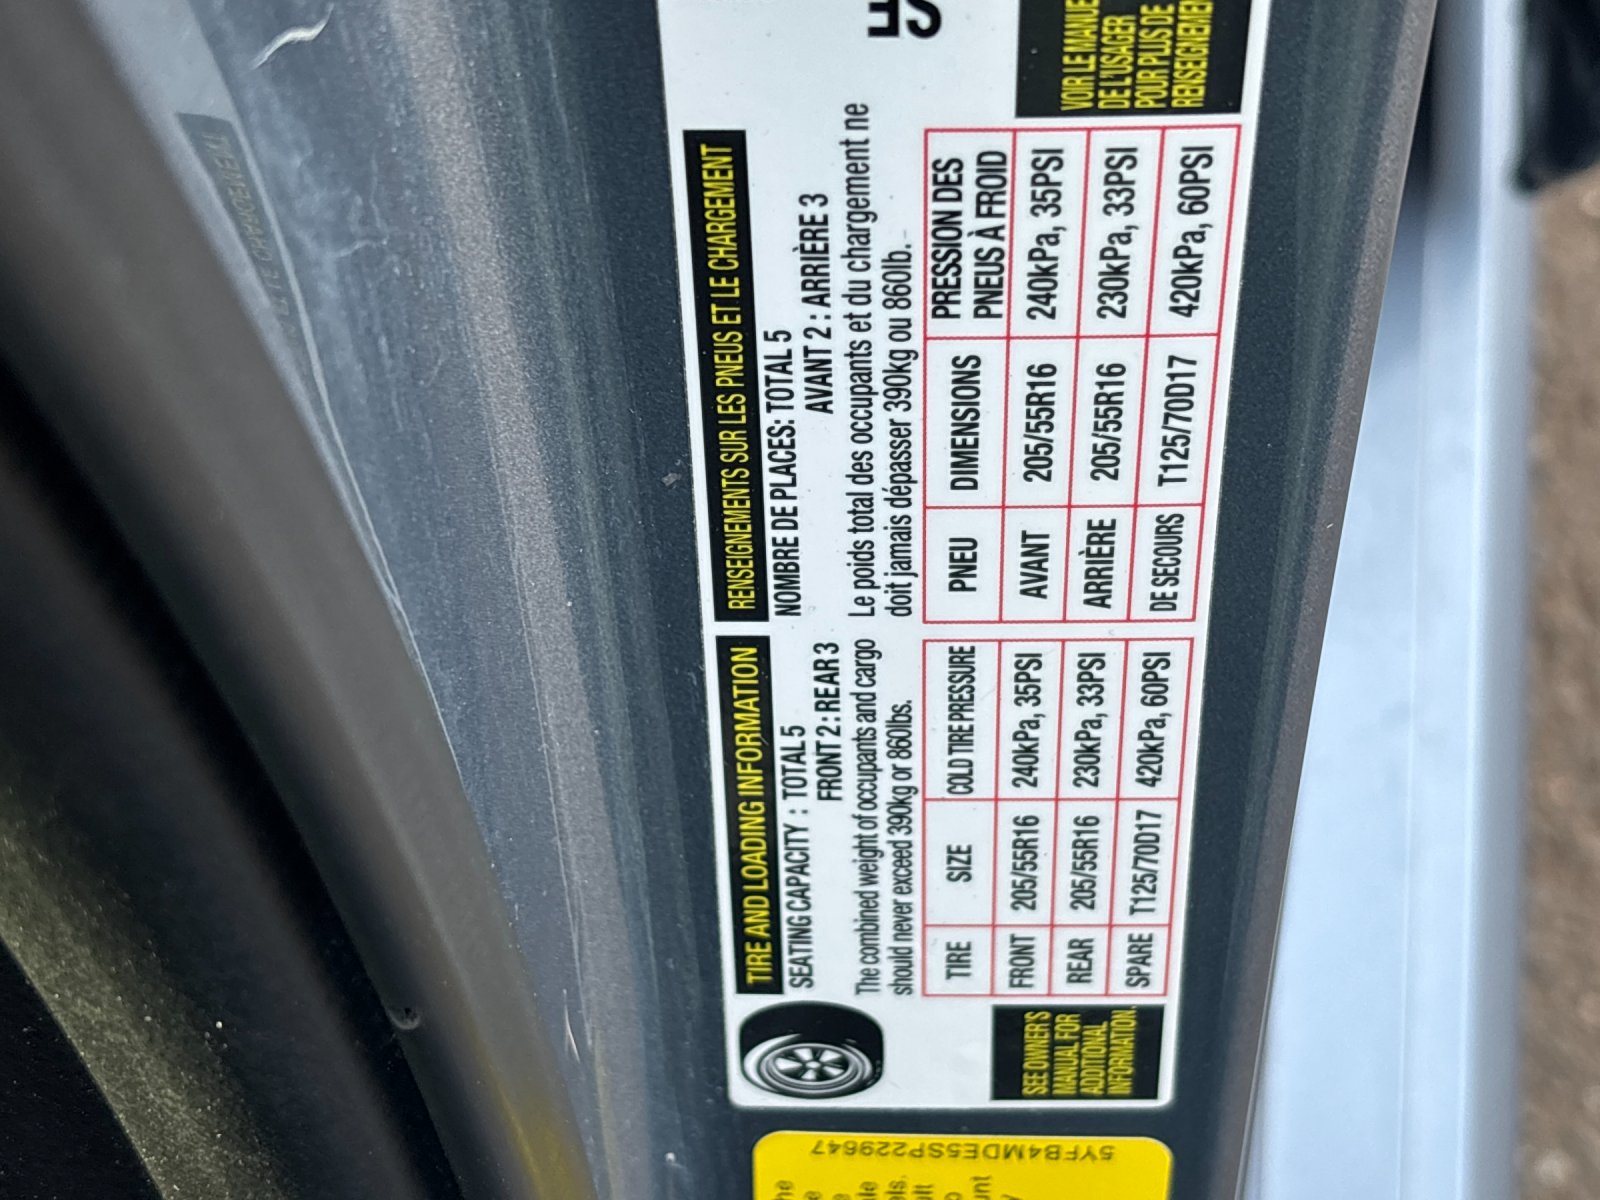 TIRE AND LOADING INFORMATION
SEATING CAPACITY : TOTAL 5
FRONT 2 : REAR 3
The combined weight of occupants and cargo
should never exceed 390kg or 860lbs.
TIRE SIZE COLD TIRE PRESSURE
FRONT 205/55R16 240kPa, 35PSI
REAR 205/55R16 230kPa, 33PSI
SPARE T125/70D17 420kPa, 60PSI
SEE OWNER'S
MANUAL FOR
ADDITIONAL
INFORMATION.
RENSEIGNEMENTS SUR LES PNEUS ET LE CHARGEMENT
NOMBRE DE PLACES: TOTAL 5
AVANT 2 : ARRIÈRE 3
Le poids total des occupants et du chargement ne
doit jamais dépasser 390kg ou 860lb.
PNEU DIMENSIONS PRESSION DES
PNEUS À FROID
AVANT 205/55R16 240kPa, 35PSI
ARRIÈRE 205/55R16 230kPa, 33PSI
DE SECOURS T125/70D17 420kPa, 60PSI
VOIR LE MANUE
DE L'USAGER
POUR PLUS DE
RENSEIGNEMEN
5YFB4MDE5SP229647